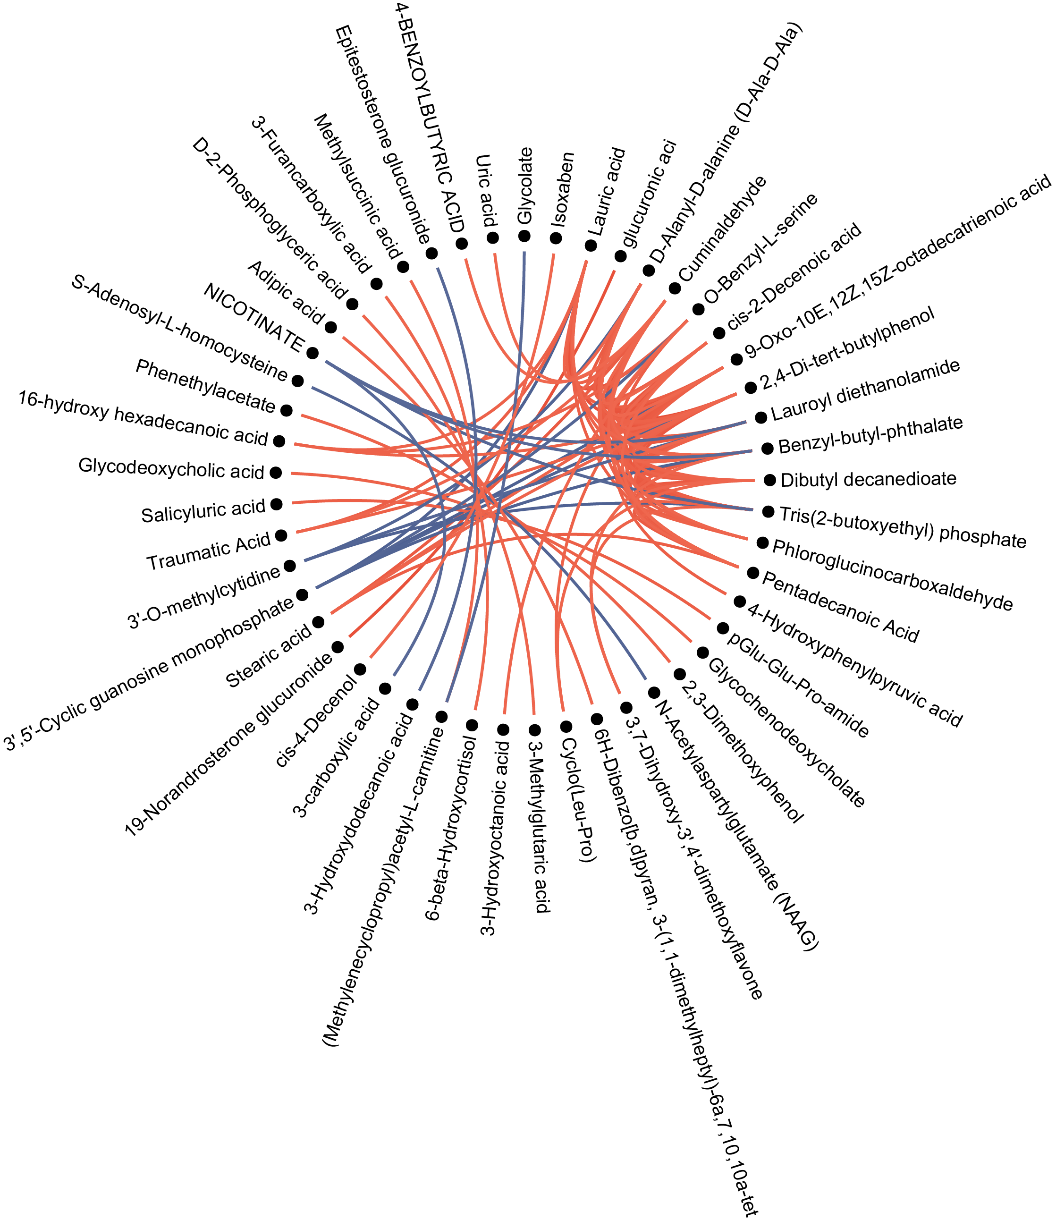 4-BENZOYLBUTYRIC ACID
Uric acid
Glycolate
Isoxaben
Lauric acid
glucuronic aci
D-Alanyl-D-alanine (D-Ala-D-Ala)
Cuminaldehyde
O-Benzyl-L-serine
cis-2-Decenoic acid
9-Oxo-10E,12Z,15Z-octadecatrienoic acid
2,4-Di-tert-butylphenol
Lauroyl diethanolamide
Benzyl-butyl-phthalate
Dibutyl decanedioate
Tris(2-butoxyethyl) phosphate
Phloroglucinocarboxaldehyde
Pentadecanoic Acid
4-Hydroxyphenylpyruvic acid
pGlu-Glu-Pro-amide
Glycochenodeoxycholate
2,3-Dimethoxyphenol
N-Acetylaspartylglutamate (NAAG)
3,7-Dihydroxy-3',4'-dimethoxyflavone
6H-Dibenzo[b,d]pyran, 3-(1,1-dimethylheptyl)-6a,7,10,10a-tet
Cyclo(Leu-Pro)
3-Methylglutaric acid
3-Hydroxyoctanoic acid
6-beta-Hydroxycortisol
(Methylenecyclopropyl)acetyl-L-carnitine
3-Hydroxydodecanoic acid
3-carboxylic acid
cis-4-Decenol
19-Norandrosterone glucuronide
Stearic acid
3',5'-Cyclic guanosine monophosphate
3'-O-methylcytidine
Traumatic Acid
Salicyluric acid
Glycodeoxycholic acid
16-hydroxy hexadecanoic acid
Phenethylacetate
S-Adenosyl-L-homocysteine
NICOTINATE
Adipic acid
D-2-Phosphoglyceric acid
3-Furancarboxylic acid
Methylsuccinic acid
Epitestosterone glucuronide